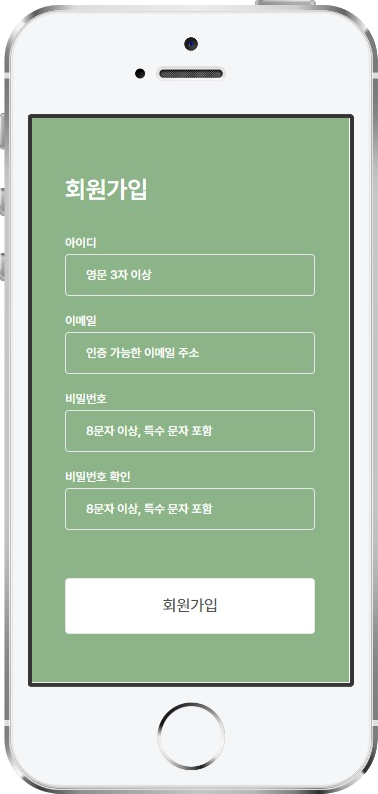 회원가입
아이디
영문 3자 이상
이메일
인증 가능한 이메일 주소
비밀번호
8문자 이상, 특수 문자 포함
비밀번호 확인
8문자 이상, 특수 문자 포함
회원가입